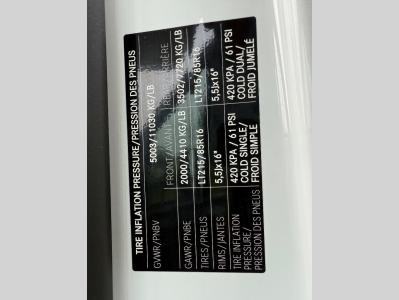 TIRE INFLATION PRESSURE/PRESSION DES PNEUS
GVWR/PNBV 5003/11030 KG/LB
FRONT/AVANT REAR/ARRIÈRE
GAWR/PNBE 2000/4410 KG/LB 3502/7720 KG/LB
TIRES/PNEUS LT215/85R16 LT215/85R16
RIMS/JANTES 5,5Jx16" 5,5Jx16"
TIRE INFLATION 420 KPA / 61 PSI 420 KPA / 61 PSI
PRESSURE/ COLD SINGLE/ COLD DUAL/
PRESSION DES PNEUS FROID SIMPLE FROID JUMELÉ